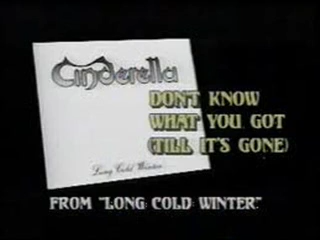 Cinderella
DON'T KNOW
WHAT YOU GOT
(TILL IT'S GONE)
Long Cold Winter
FROM "LONG COLD WINTER"